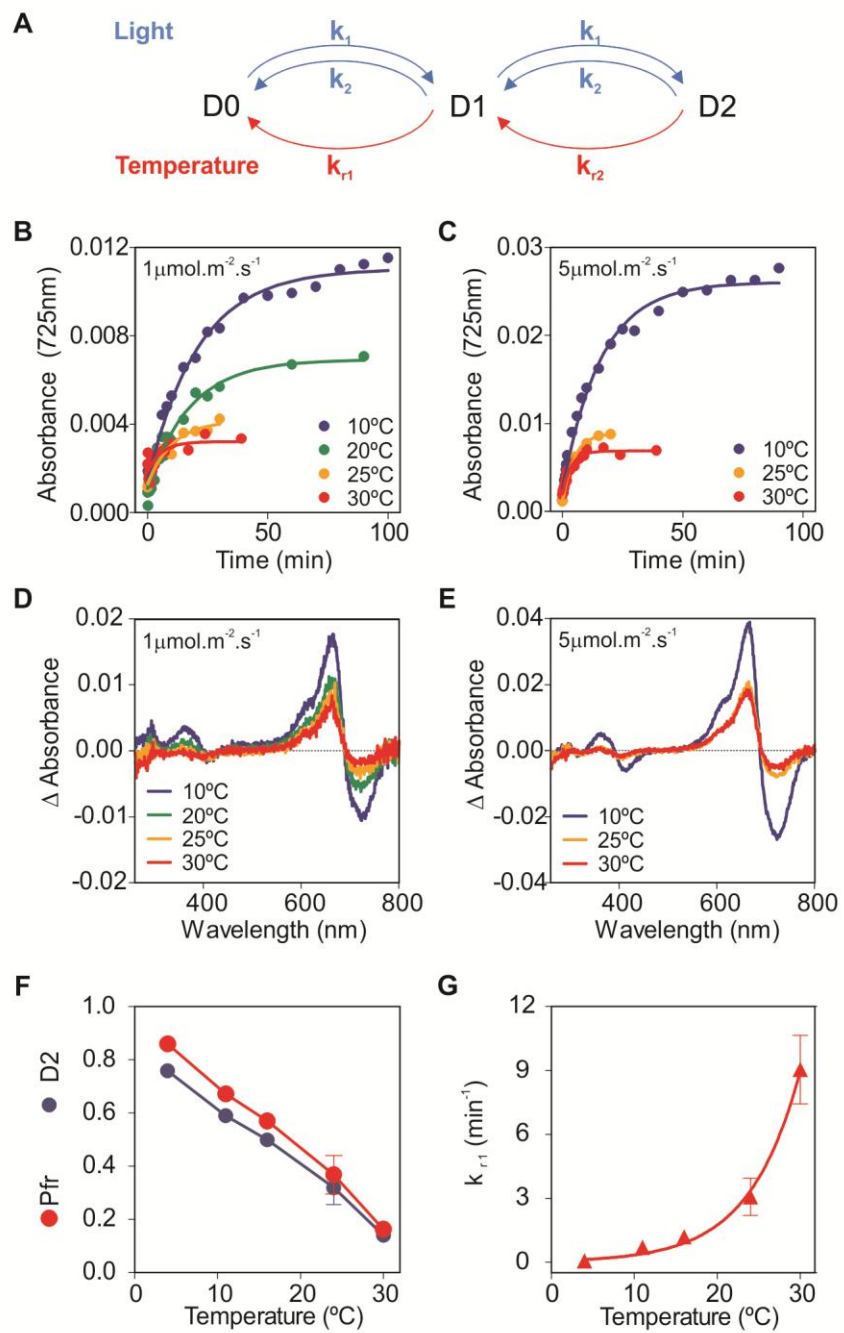 A
Light
k1
k1
k2
k2
D0
D1
D2
Temperature
kr1
kr2
B
1μmol.m-2.s-1
0.012
0.008
0.004
0.000
Absorbance (725nm)
0
50
100
Time (min)
10ºC
20ºC
25ºC
30ºC
C
5μmol.m-2.s-1
0.03
0.02
0.01
0.00
Absorbance (725nm)
0
50
100
Time (min)
10ºC
25ºC
30ºC
D
1μmol.m-2.s-1
0.02
0.01
0.00
-0.01
-0.02
Δ Absorbance
400
600
800
Wavelength (nm)
10ºC
20ºC
25ºC
30ºC
E
5μmol.m-2.s-1
0.04
0.02
0.00
-0.02
-0.04
Δ Absorbance
400
600
800
Wavelength (nm)
10ºC
25ºC
30ºC
F
1.0
0.8
0.6
0.4
0.2
0.0
Pfr
D2
0
10
20
30
Temperature (ºC)
G
12
9
6
3
0
k r1 (min-1)
0
10
20
30
Temperature (ºC)